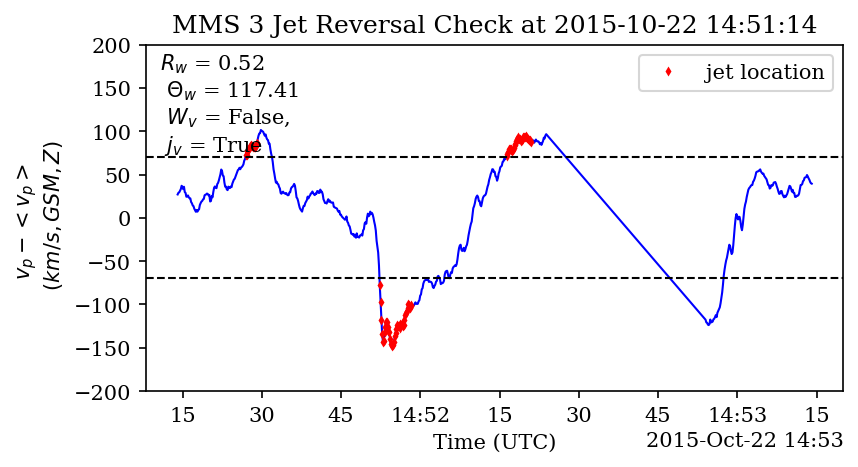 MMS 3 Jet Reversal Check at 2015-10-22 14:51:14
200
150
100
50
0
−50
−100
−150
−200
v_p − <v_p>
(km/s, GSM, Z)
R_w = 0.52
Θ_w = 117.41
W_v = False,
j_v = True
jet location
15 30 45 14:52 15 30 45 14:53 15
Time (UTC)
2015-Oct-22 14:53